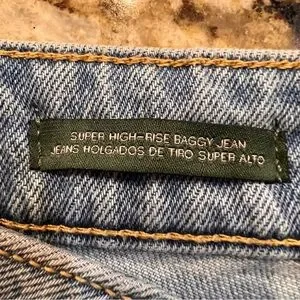 SUPER HIGH-RISE BAGGY JEAN
JEANS HOLGADOS DE TIRO SUPER ALTO